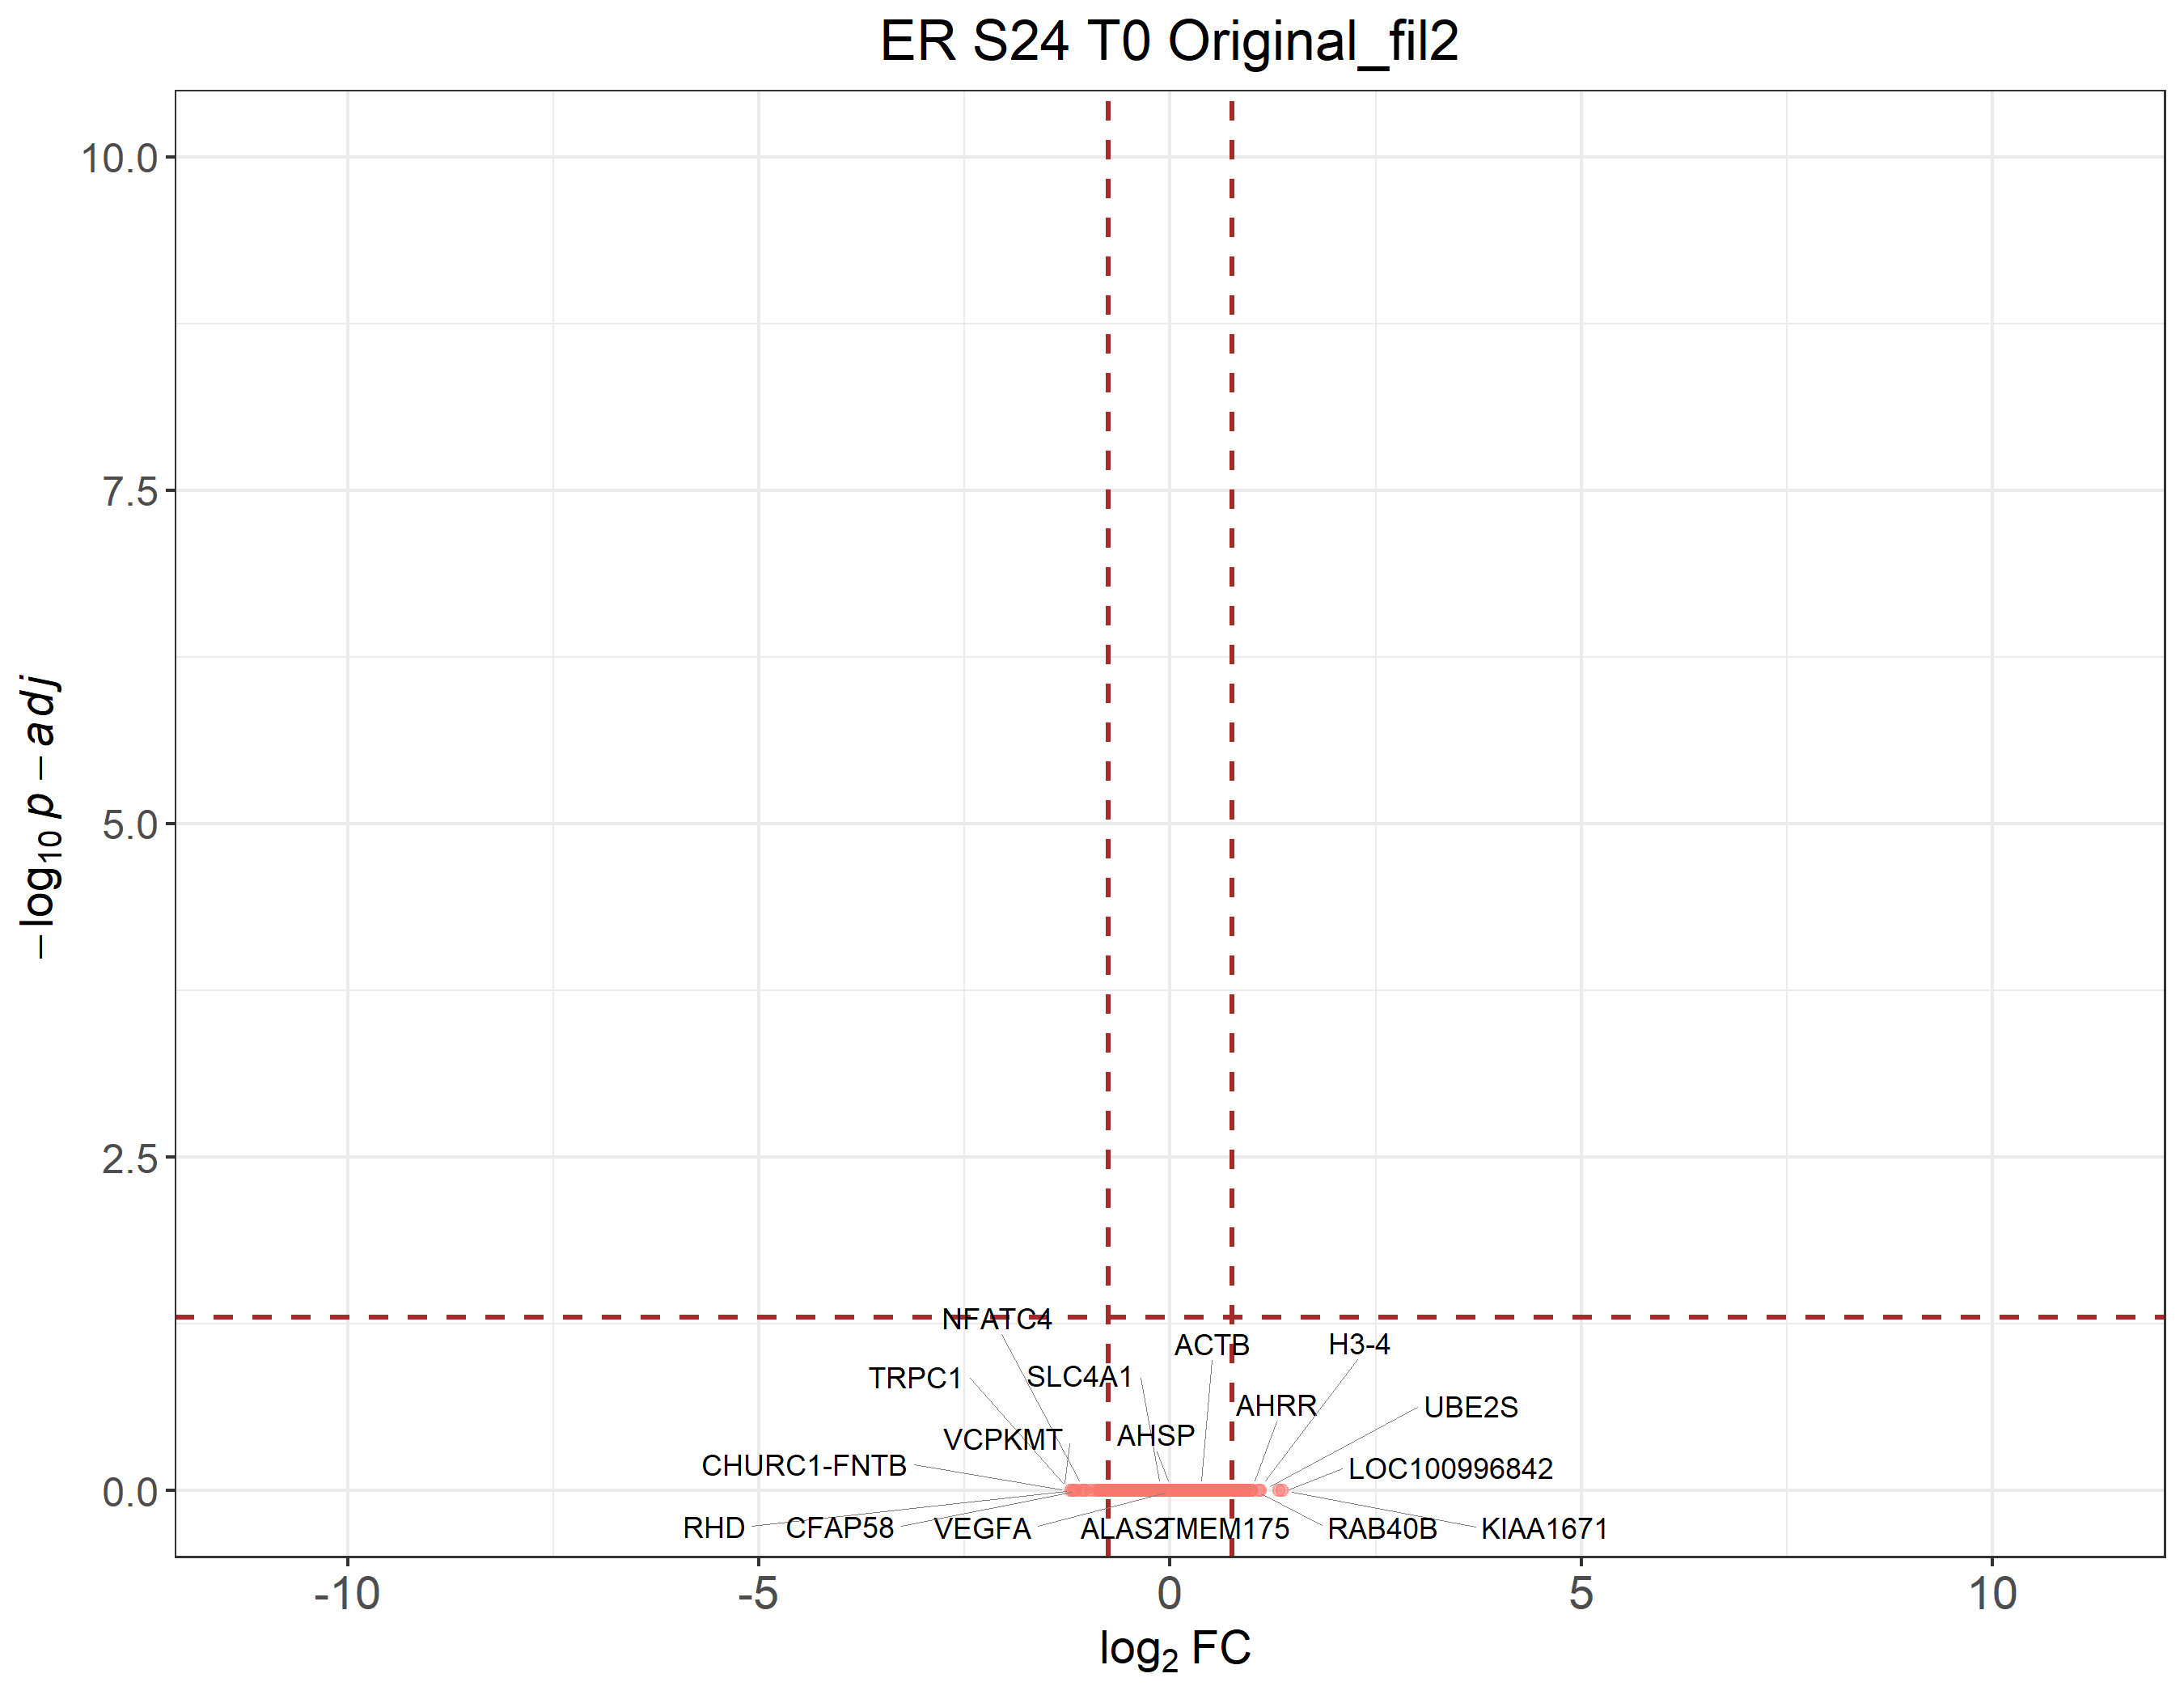 ER S24 T0 Original_fil2
10.0
7.5
5.0
2.5
0.0
−log10 p − adj
NFATC4
ACTB
H3-4
TRPC1
SLC4A1
AHRR
UBE2S
VCPKMT
AHSP
CHURC1-FNTB
LOC100996842
RHD
CFAP58
VEGFA
ALAS2
TMEM175
RAB40B
KIAA1671
-10
-5
0
5
10
log2 FC